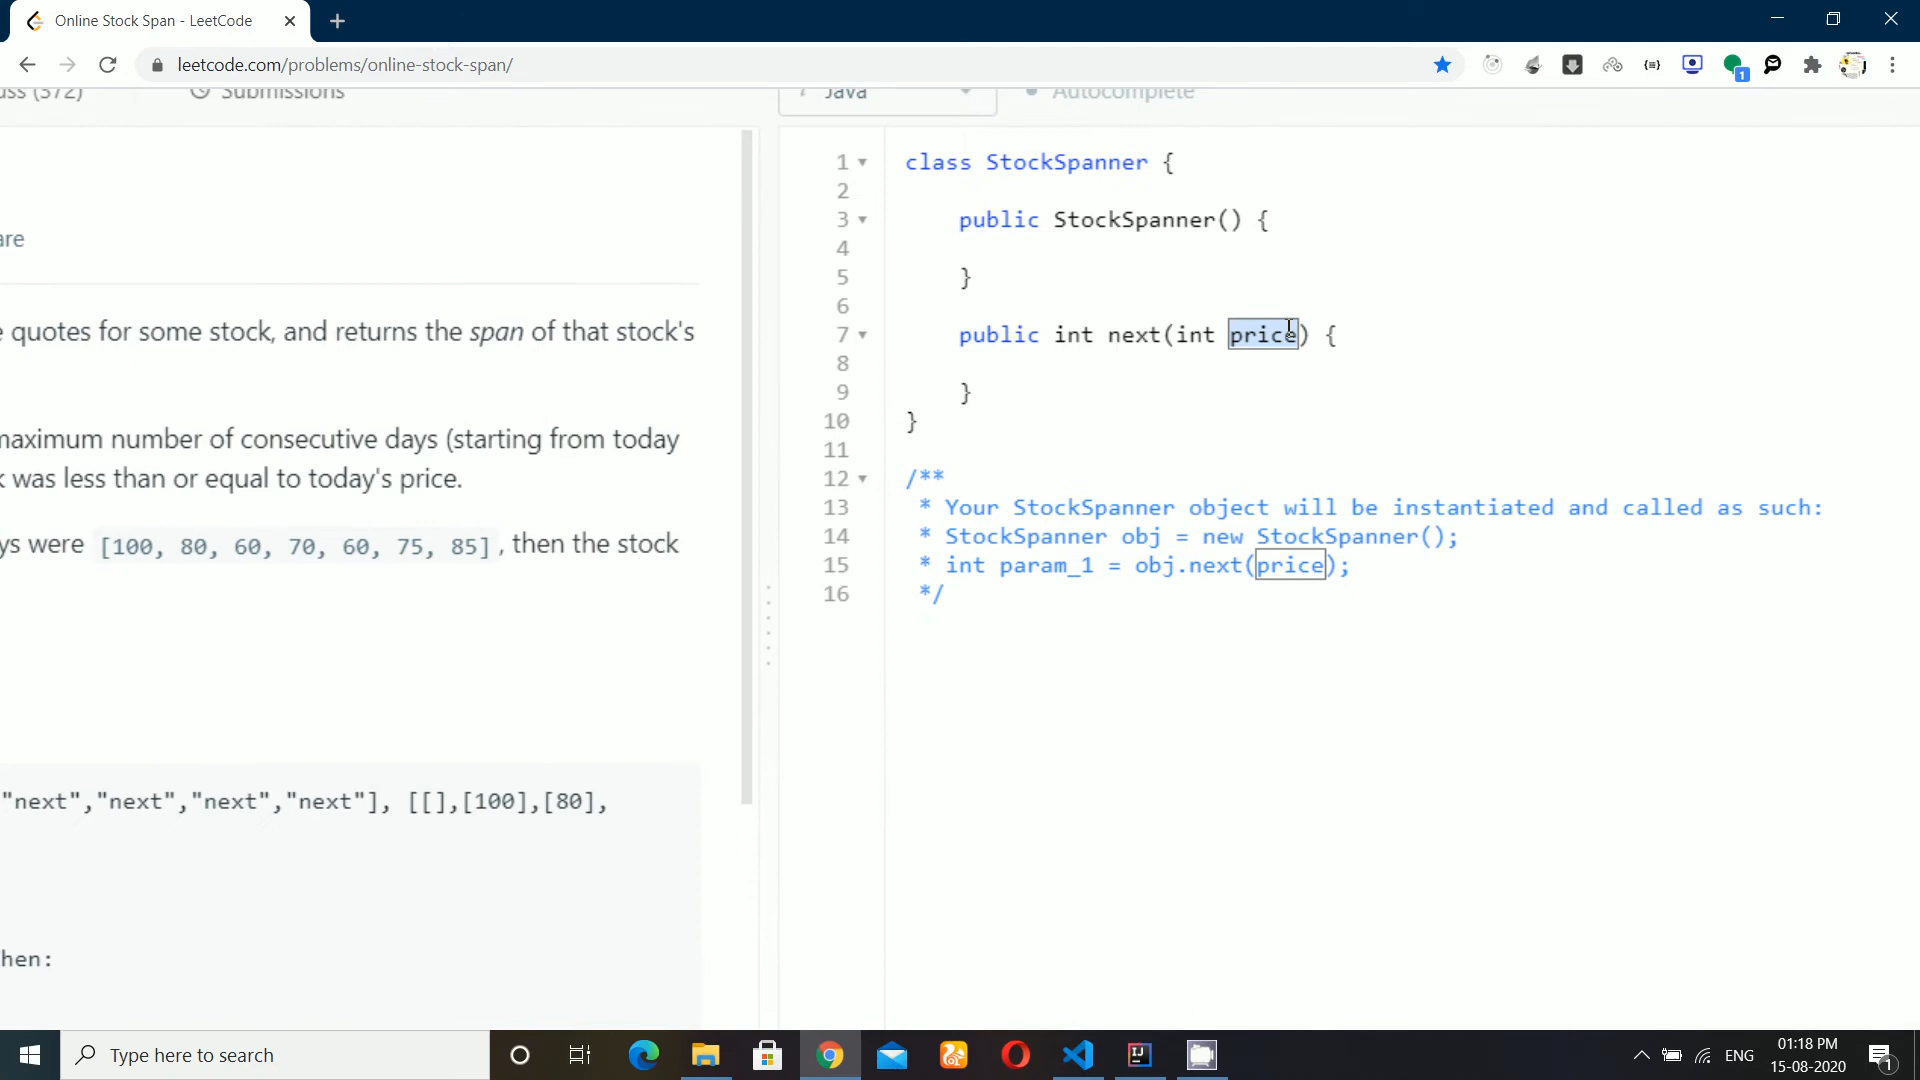 Online Stock Span - LeetCode
leetcode.com/problems/online-stock-span/
1
uss (372)
Submissions
Java
Autocomplete
are
e quotes for some stock, and returns the span of that stock's
maximum number of consecutive days (starting from today
k was less than or equal to today's price.
ys were [100, 80, 60, 70, 60, 75, 85], then the stock
"next","next","next","next"], [[],[100],[80],
hen:
1 class StockSpanner {
2
3 public StockSpanner() {
4
5 }
6
7 public int next(int price) {
8
9 }
10 }
11
12 /**
13 * Your StockSpanner object will be instantiated and called as such:
14 * StockSpanner obj = new StockSpanner();
15 * int param_1 = obj.next(price);
16 */
Type here to search
IJ
ENG
01:18 PM
15-08-2020
1